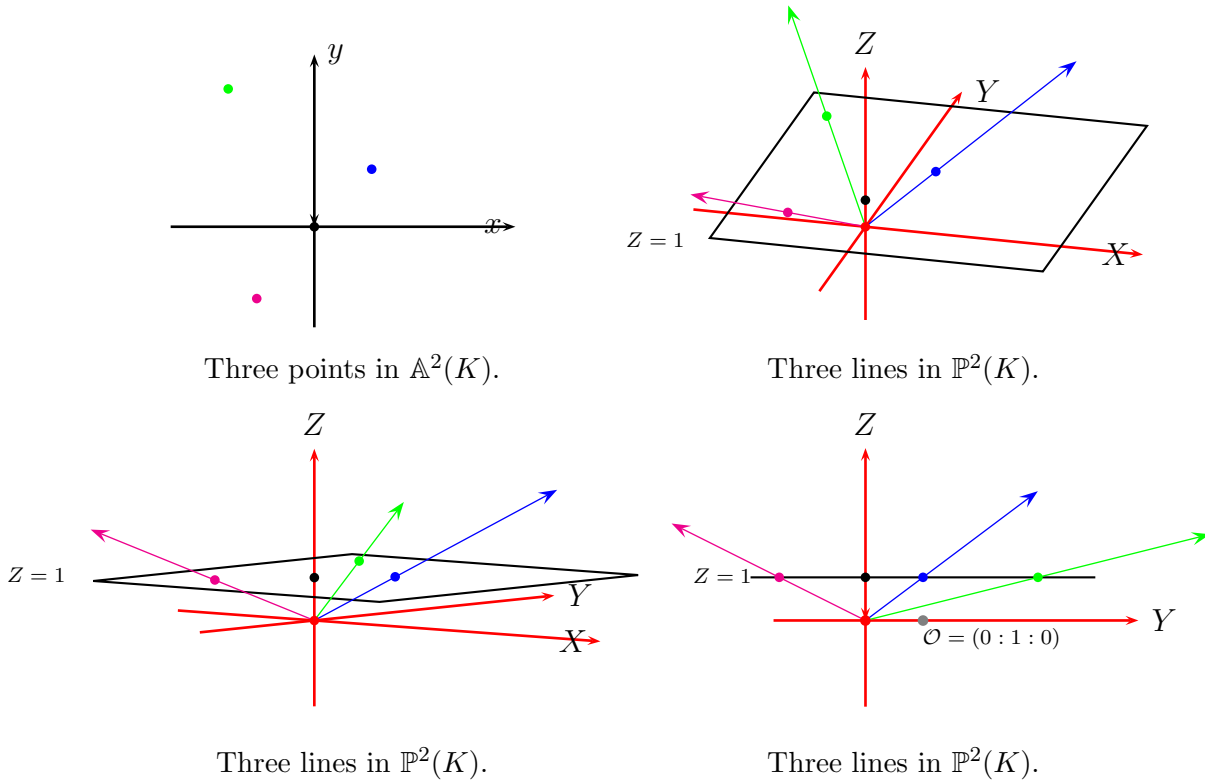 y
x
Three points in 𝔸²(K).
Z
Y
Z = 1
X
Three lines in ℙ²(K).
Z
Z = 1
Y
X
Three lines in ℙ²(K).
Z
Z = 1
Y
𝒪 = (0 : 1 : 0)
Three lines in ℙ²(K).